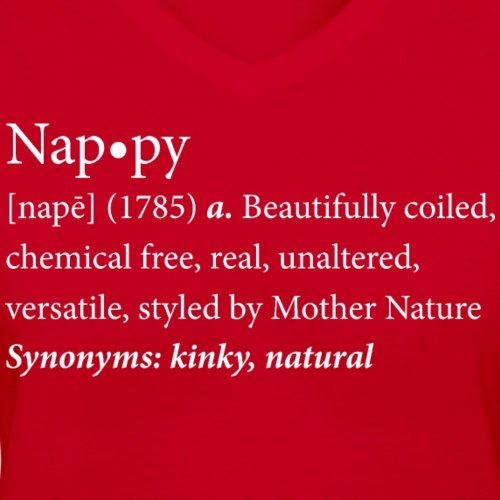 Nap•py
[napē] (1785) a. Beautifully coiled,
chemical free, real, unaltered,
versatile, styled by Mother Nature
Synonyms: kinky, natural